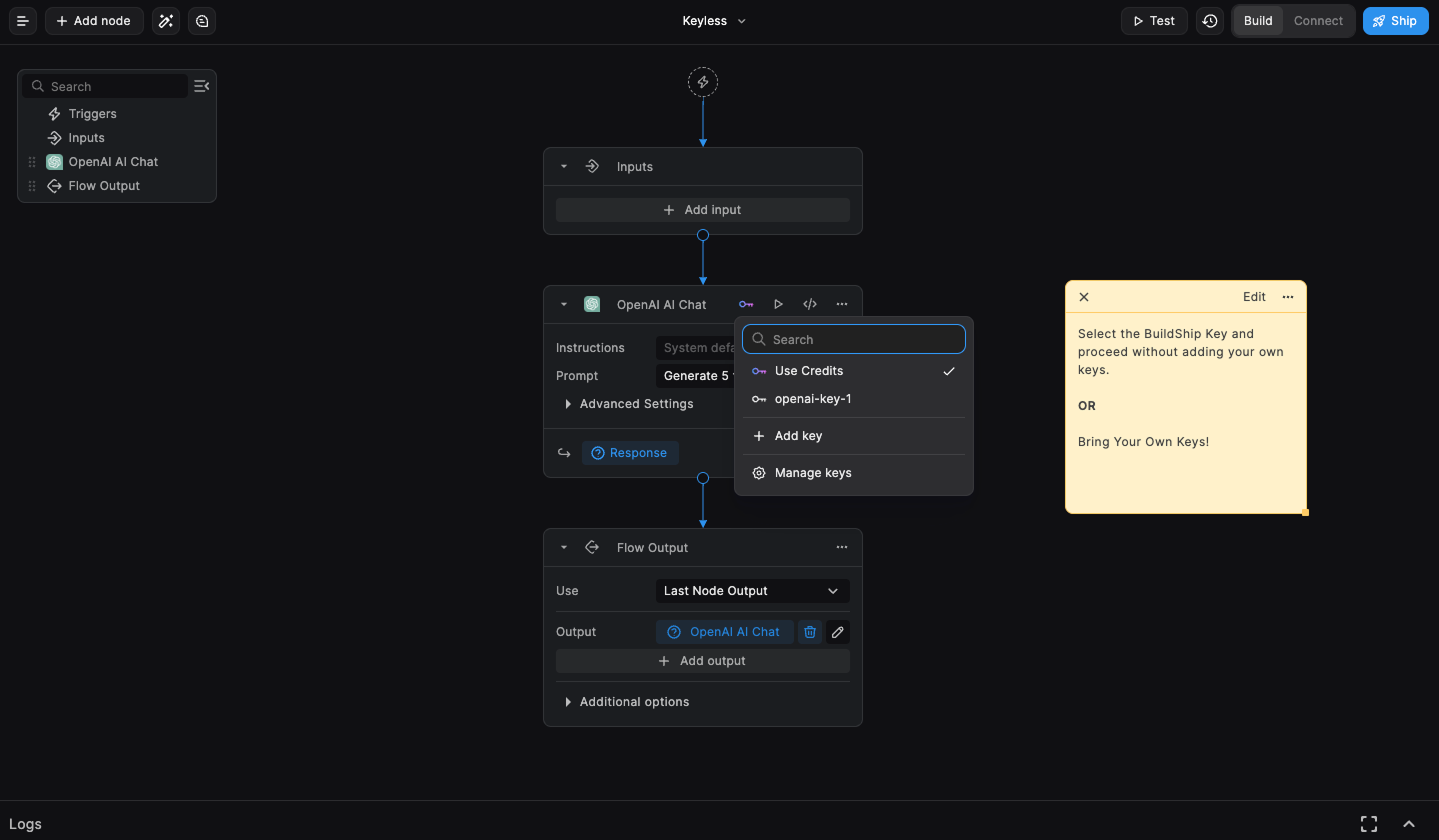 Add node
Keyless
Test
Build
Connect
Ship
Search
Triggers
Inputs
OpenAI AI Chat
Flow Output
Inputs
Add input
OpenAI AI Chat
Instructions
System defa
Prompt
Generate 5
Advanced Settings
Response
Search
Use Credits
openai-key-1
Add key
Manage keys
Edit
Select the BuildShip Key and
proceed without adding your own
keys.
OR
Bring Your Own Keys!
Flow Output
Use
Last Node Output
Output
OpenAI AI Chat
Add output
Additional options
Logs